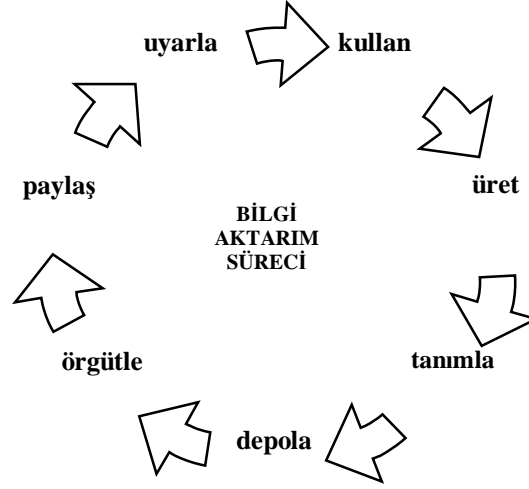 uyarla
kullan
paylaş
üret
BİLGİ
AKTARIM
SÜRECİ
örgütle
tanımla
depola